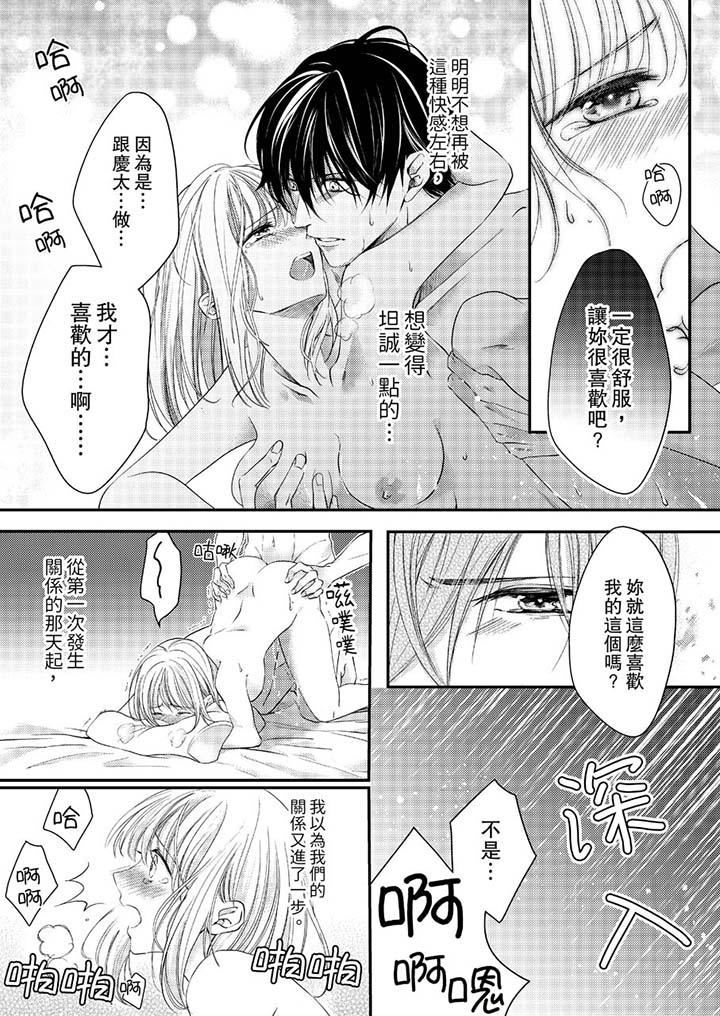 哈
啊
一定很舒服，
讓妳很喜歡吧？
明明不想再被
這種快感左右。
哈
啊
因為是…
跟慶太…
做…
哈
啊
我才…
喜歡的…啊……
想變得
坦誠一點的…
妳就這麼喜歡
我的這個嗎？
深
入
不是…
啊
啊
嗯
咕啾
滋
噗
噗
從第一次發生
關係的那天起，
我以為我們的
關係又進了一步。
哈
啊
啊
啪
啪
啪
啪
啊